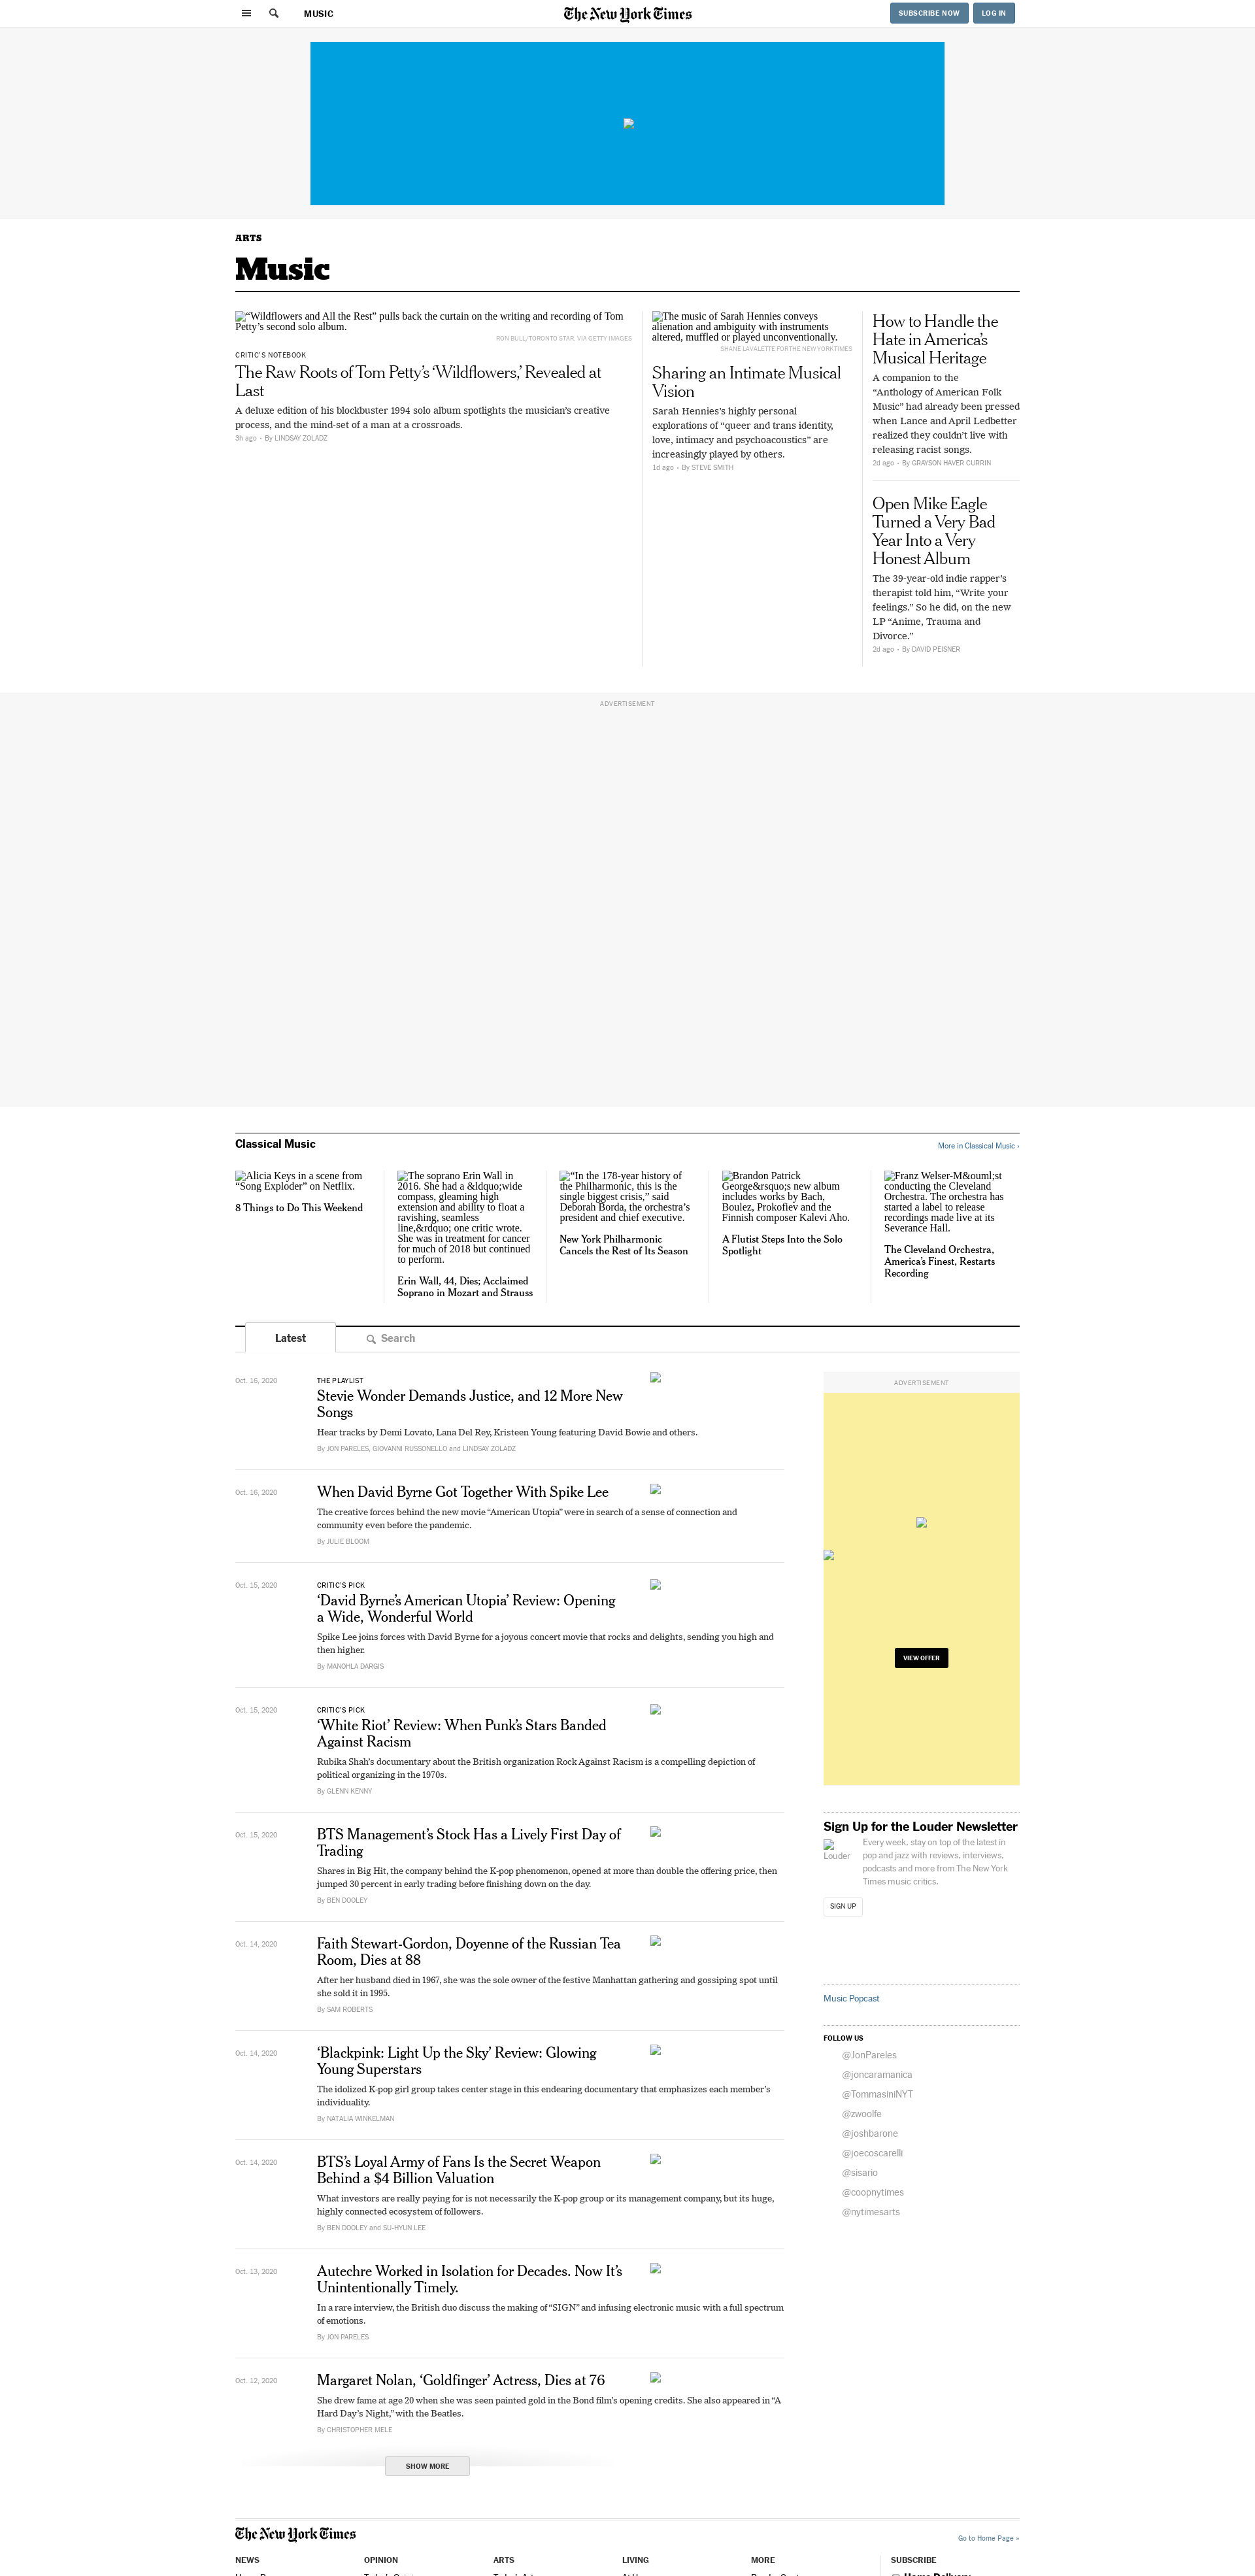 MUSIC
The New York Times
SUBSCRIBE NOW
LOG IN
ARTS
Music
“Wildflowers and All the Rest” pulls back the curtain on the writing and recording of Tom
Petty’s second solo album.
RON BULL/TORONTO STAR, VIA GETTY IMAGES
CRITIC’S NOTEBOOK
The Raw Roots of Tom Petty’s ‘Wildflowers,’ Revealed at
Last
A deluxe edition of his blockbuster 1994 solo album spotlights the musician’s creative
process, and the mind-set of a man at a crossroads.
3h ago - By LINDSAY ZOLADZ
The music of Sarah Hennies conveys
alienation and ambiguity with instruments
altered, muffled or played unconventionally.
SHANE LAVALETTE FOR THE NEW YORK TIMES
Sharing an Intimate Musical
Vision
Sarah Hennies’s highly personal
explorations of “queer and trans identity,
love, intimacy and psychoacoustics” are
increasingly played by others.
1d ago - By STEVE SMITH
How to Handle the
Hate in America’s
Musical Heritage
A companion to the
“Anthology of American Folk
Music” had already been pressed
when Lance and April Ledbetter
realized they couldn’t live with
releasing racist songs.
2d ago - By GRAYSON HAVER CURRIN
Open Mike Eagle
Turned a Very Bad
Year Into a Very
Honest Album
The 39-year-old indie rapper’s
therapist told him, “Write your
feelings.” So he did, on the new
LP “Anime, Trauma and
Divorce.”
2d ago - By DAVID PEISNER
ADVERTISEMENT
Classical Music
More in Classical Music ›
Alicia Keys in a scene from
“Song Exploder” on Netflix.
8 Things to Do This Weekend
The soprano Erin Wall in
2016. She had a &ldquo;wide
compass, gleaming high
extension and ability to float a
ravishing, seamless
line,&rdquo; one critic wrote.
She was in treatment for cancer
for much of 2018 but continued
to perform.
Erin Wall, 44, Dies; Acclaimed
Soprano in Mozart and Strauss
“In the 178-year history of
the Philharmonic, this is the
single biggest crisis,” said
Deborah Borda, the orchestra’s
president and chief executive.
New York Philharmonic
Cancels the Rest of Its Season
Brandon Patrick
George&rsquo;s new album
includes works by Bach,
Boulez, Prokofiev and the
Finnish composer Kalevi Aho.
A Flutist Steps Into the Solo
Spotlight
Franz Welser-M&ouml;st
conducting the Cleveland
Orchestra. The orchestra has
started a label to release
recordings made live at its
Severance Hall.
The Cleveland Orchestra,
America’s Finest, Restarts
Recording
Latest
Search
Oct. 16, 2020
THE PLAYLIST
Stevie Wonder Demands Justice, and 12 More New
Songs
Hear tracks by Demi Lovato, Lana Del Rey, Kristeen Young featuring David Bowie and others.
By JON PARELES, GIOVANNI RUSSONELLO and LINDSAY ZOLADZ
Oct. 16, 2020
When David Byrne Got Together With Spike Lee
The creative forces behind the new movie “American Utopia” were in search of a sense of connection and
community even before the pandemic.
By JULIE BLOOM
Oct. 15, 2020
CRITIC’S PICK
‘David Byrne’s American Utopia’ Review: Opening
a Wide, Wonderful World
Spike Lee joins forces with David Byrne for a joyous concert movie that rocks and delights, sending you high and
then higher.
By MANOHLA DARGIS
Oct. 15, 2020
CRITIC’S PICK
‘White Riot’ Review: When Punk’s Stars Banded
Against Racism
Rubika Shah’s documentary about the British organization Rock Against Racism is a compelling depiction of
political organizing in the 1970s.
By GLENN KENNY
Oct. 15, 2020
BTS Management’s Stock Has a Lively First Day of
Trading
Shares in Big Hit, the company behind the K-pop phenomenon, opened at more than double the offering price, then
jumped 30 percent in early trading before finishing down on the day.
By BEN DOOLEY
Oct. 14, 2020
Faith Stewart-Gordon, Doyenne of the Russian Tea
Room, Dies at 88
After her husband died in 1967, she was the sole owner of the festive Manhattan gathering and gossiping spot until
she sold it in 1995.
By SAM ROBERTS
Oct. 14, 2020
‘Blackpink: Light Up the Sky’ Review: Glowing
Young Superstars
The idolized K-pop girl group takes center stage in this endearing documentary that emphasizes each member’s
individuality.
By NATALIA WINKELMAN
Oct. 14, 2020
BTS’s Loyal Army of Fans Is the Secret Weapon
Behind a $4 Billion Valuation
What investors are really paying for is not necessarily the K-pop group or its management company, but its huge,
highly connected ecosystem of followers.
By BEN DOOLEY and SU-HYUN LEE
Oct. 13, 2020
Autechre Worked in Isolation for Decades. Now It’s
Unintentionally Timely.
In a rare interview, the British duo discuss the making of “SIGN” and infusing electronic music with a full spectrum
of emotions.
By JON PARELES
Oct. 12, 2020
Margaret Nolan, ‘Goldfinger’ Actress, Dies at 76
She drew fame at age 20 when she was seen painted gold in the Bond film’s opening credits. She also appeared in “A
Hard Day’s Night,” with the Beatles.
By CHRISTOPHER MELE
SHOW MORE
ADVERTISEMENT
VIEW OFFER
Sign Up for the Louder Newsletter
Louder
Every week, stay on top of the latest in
pop and jazz with reviews, interviews,
podcasts and more from The New York
Times music critics.
SIGN UP
Music Popcast
FOLLOW US
@JonPareles
@joncaramanica
@TommasiniNYT
@zwoolfe
@joshbarone
@joecoscarelli
@sisario
@coopnytimes
@nytimesarts
The New York Times
Go to Home Page »
NEWS
OPINION
ARTS
LIVING
MORE
SUBSCRIBE